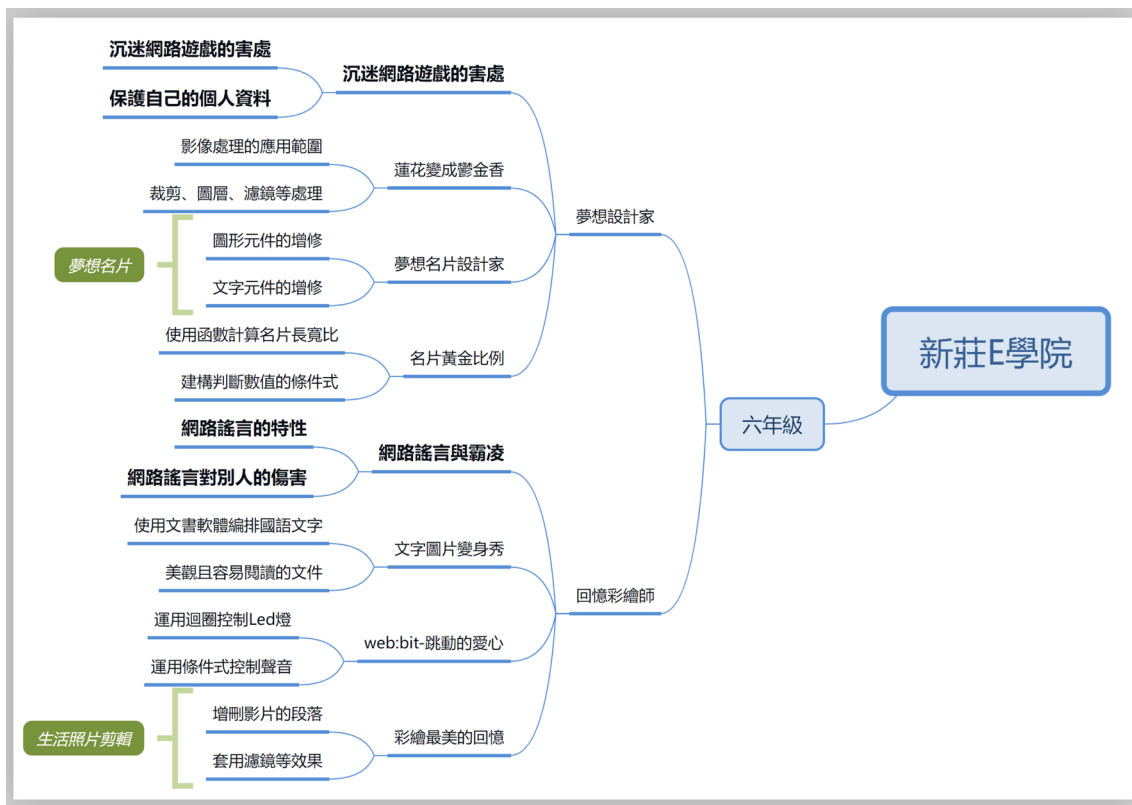 新莊E學院
六年級
夢想設計家
沉迷網路遊戲的害處
沉迷網路遊戲的害處
保護自己的個人資料
蓮花變成鬱金香
影像處理的應用範圍
裁剪、圖層、濾鏡等處理
夢想名片設計家
圖形元件的增修
文字元件的增修
夢想名片
名片黃金比例
使用函數計算名片長寬比
建構判斷數值的條件式
回憶彩繪師
網路謠言與霸凌
網路謠言的特性
網路謠言對別人的傷害
文字圖片變身秀
使用文書軟體編排國語文字
美觀且容易閱讀的文件
web:bit-跳動的愛心
運用迴圈控制Led燈
運用條件式控制聲音
彩繪最美的回憶
增刪影片的段落
套用濾鏡等效果
生活照片剪輯